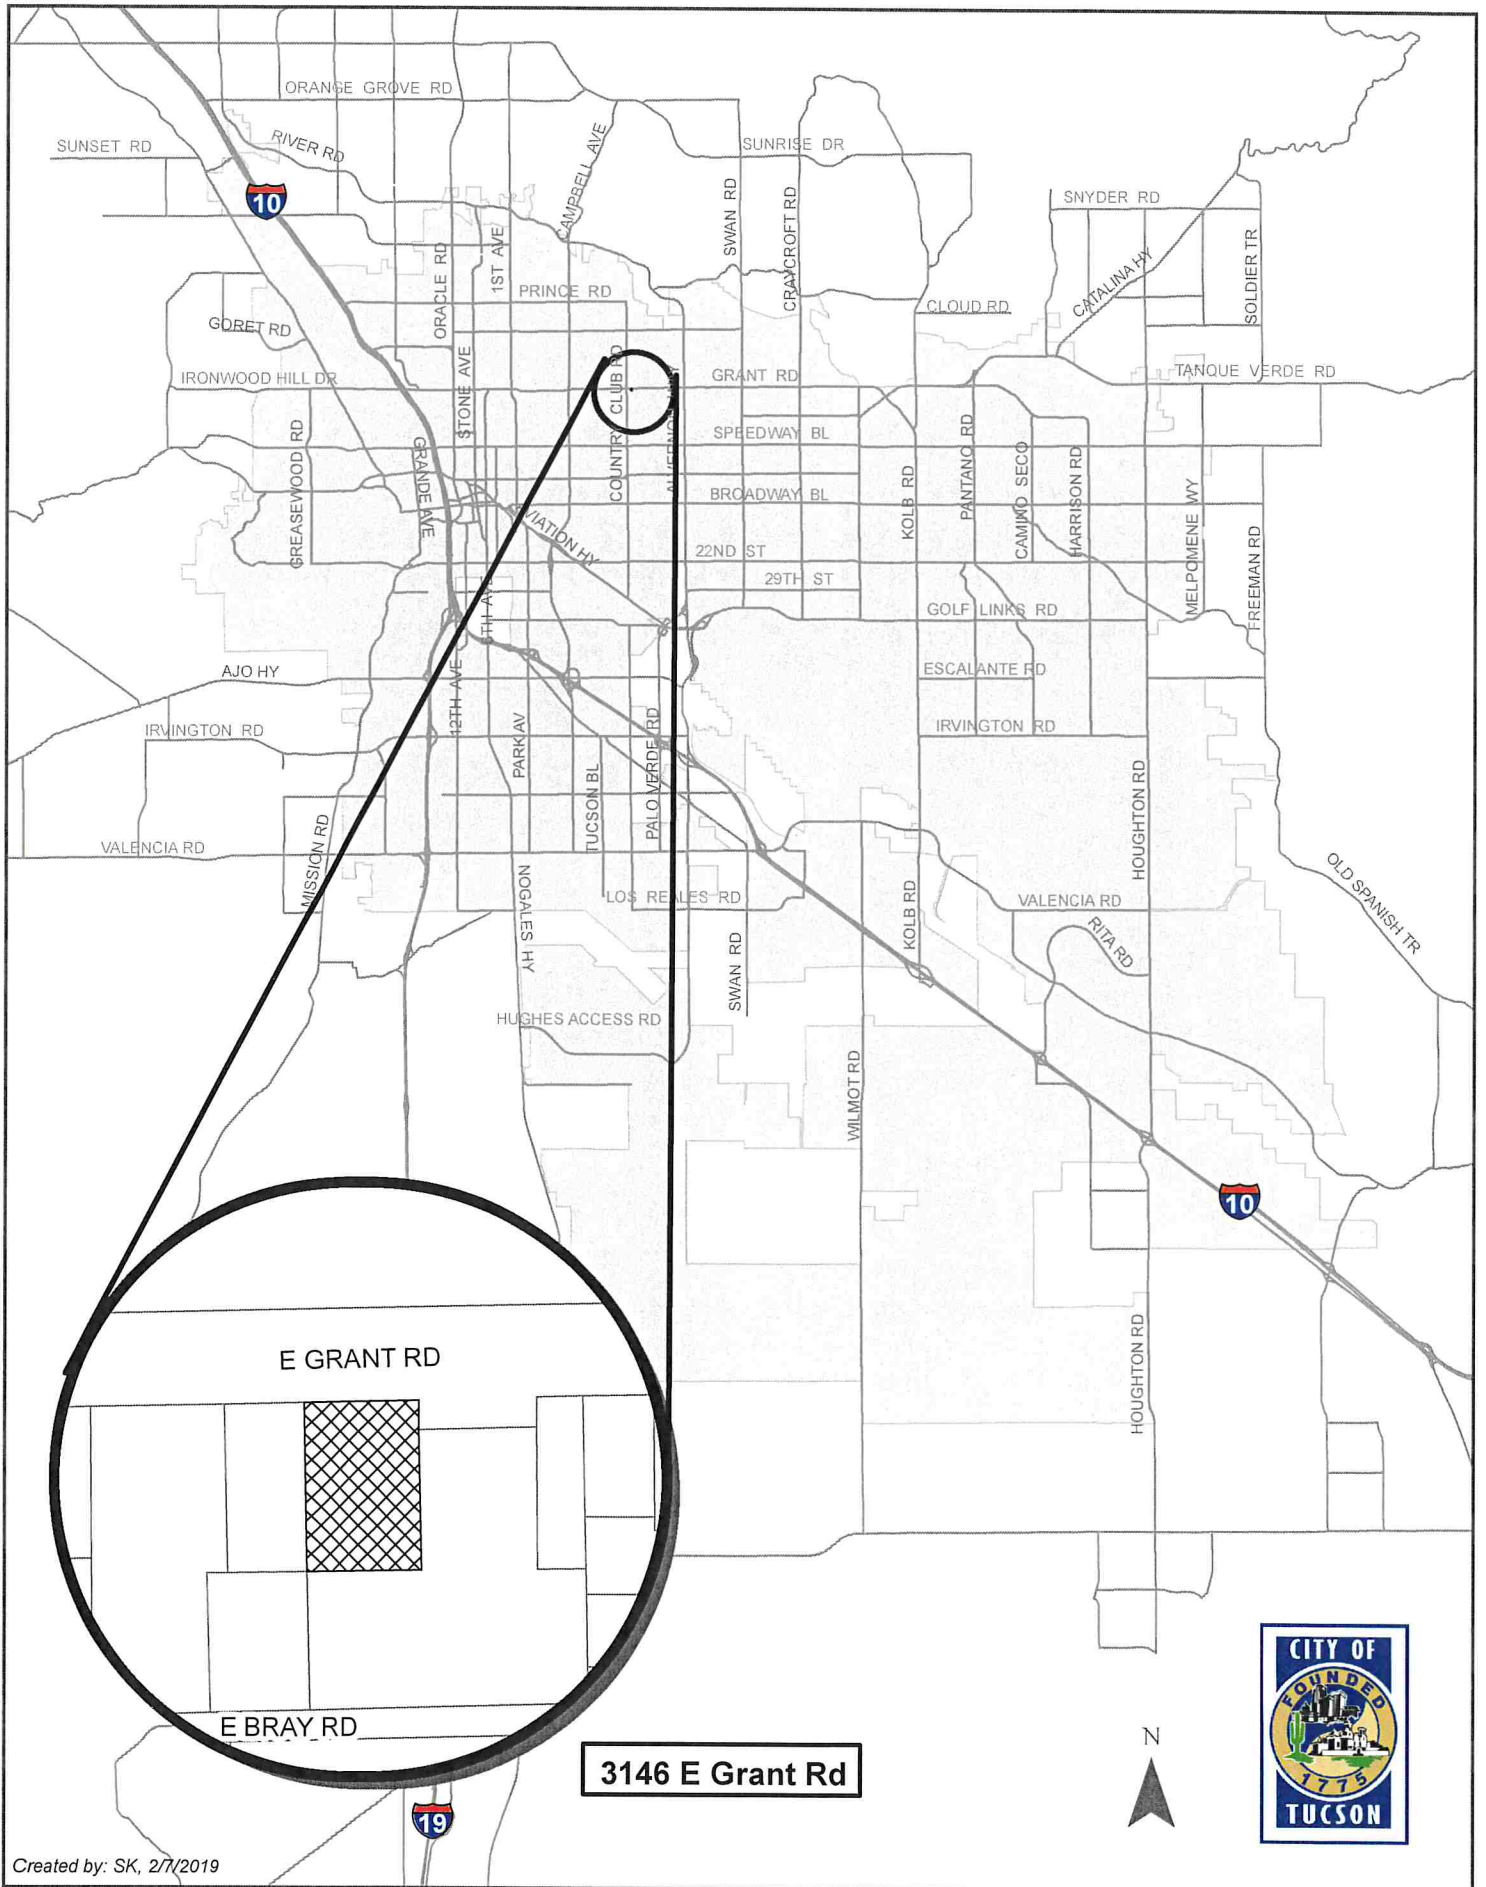 ORANGE GROVE RD
SUNSET RD
RIVER RD
CAMPBELL AVE
SUNRISE DR
SWAN RD
CRAYCROFT RD
SNYDER RD
10
ORACLE RD
1ST AVE
CATALINA HY
SOLDIER TR
PRINCE RD
CLOUD RD
GORET RD
STONE AVE
COUNTRY CLUB RD
IRONWOOD HILL DR
GRANT RD
TANQUE VERDE RD
GREASEWOOD RD
GRANDE AVE
SPEEDWAY BL
KOLB RD
PANTANO RD
CAMINO SECO
HARRISON RD
BROADWAY BL
MELPOMENE WY
FREEMAN RD
VIATION HY
22ND ST
29TH ST
6TH AVE
GOLF LINKS RD
AJO HY
12TH AVE
ESCALANTE RD
IRVINGTON RD
PARK AV
PALO VERDE RD
IRVINGTON RD
TUCSON BL
HOUGHTON RD
VALENCIA RD
MISSION RD
NOGALES HY
LOS REALES RD
KOLB RD
VALENCIA RD
OLD SPANISH TR
RITA RD
SWAN RD
HUGHES ACCESS RD
WILMOT RD
10
HOUGHTON RD
E GRANT RD
E BRAY RD
3146 E Grant Rd
N
CITY OF
FOUNDED
1775
TUCSON
19
Created by: SK, 2/7/2019